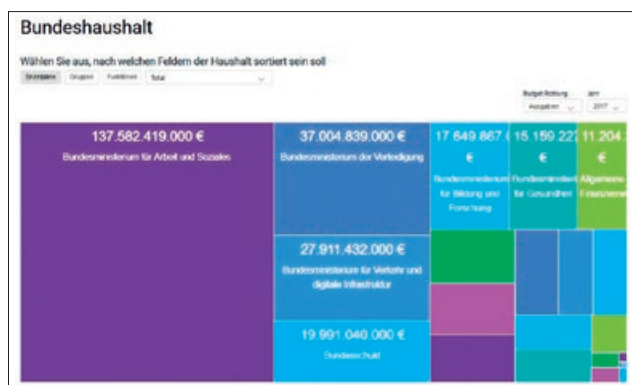 Bundeshaushalt
Wählen Sie aus, nach welchen Feldern der Haushalt sortiert sein soll
Einzelpläne Gruppen Funktionen Total
Budget Richtung Jahr
Ausgaben 2017
137.582.419.000 €
Bundesministerium für Arbeit und Soziales
37.004.839.000 €
Bundesministerium der Verteidigung
27.911.432.000 €
Bundesministerium für Verkehr und
digitale Infrastruktur
19.991.040.000 €
Bundesschuld
17 649.867.
€
Bundesministerium
für Bildung und
Forschung
15.159.227
€
Bundesministeri
für Gesundheit
11.204.
€
Allgemeine